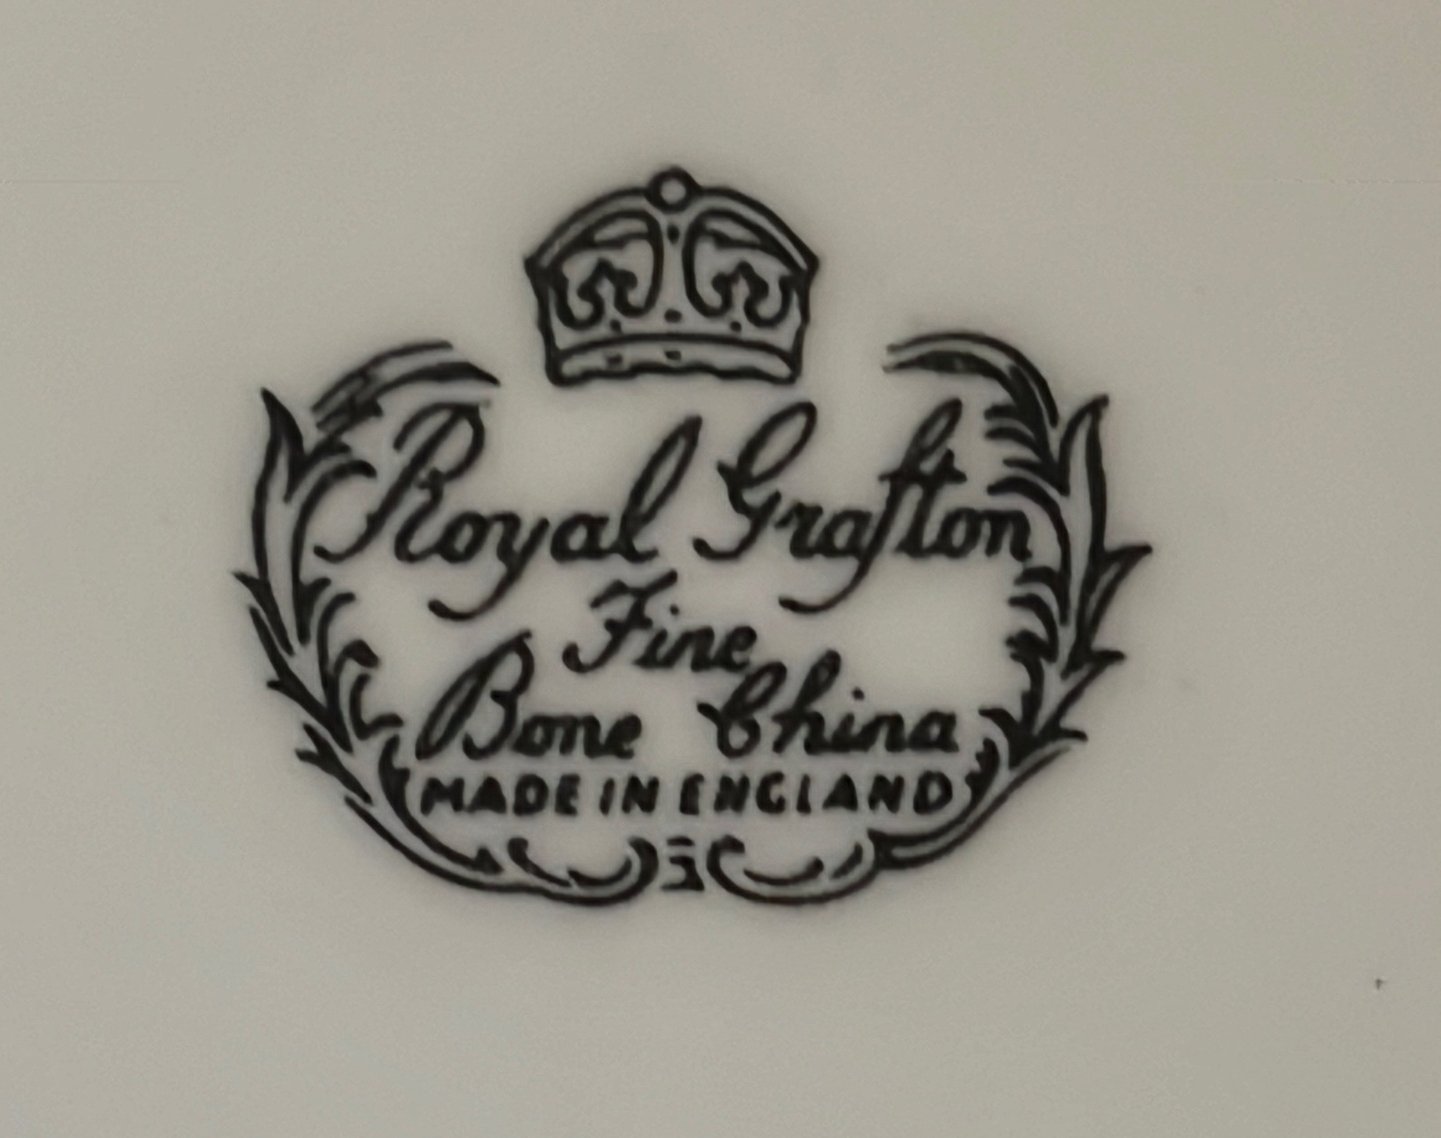 Royal Grafton
Fine
Bone China
MADE IN ENGLAND